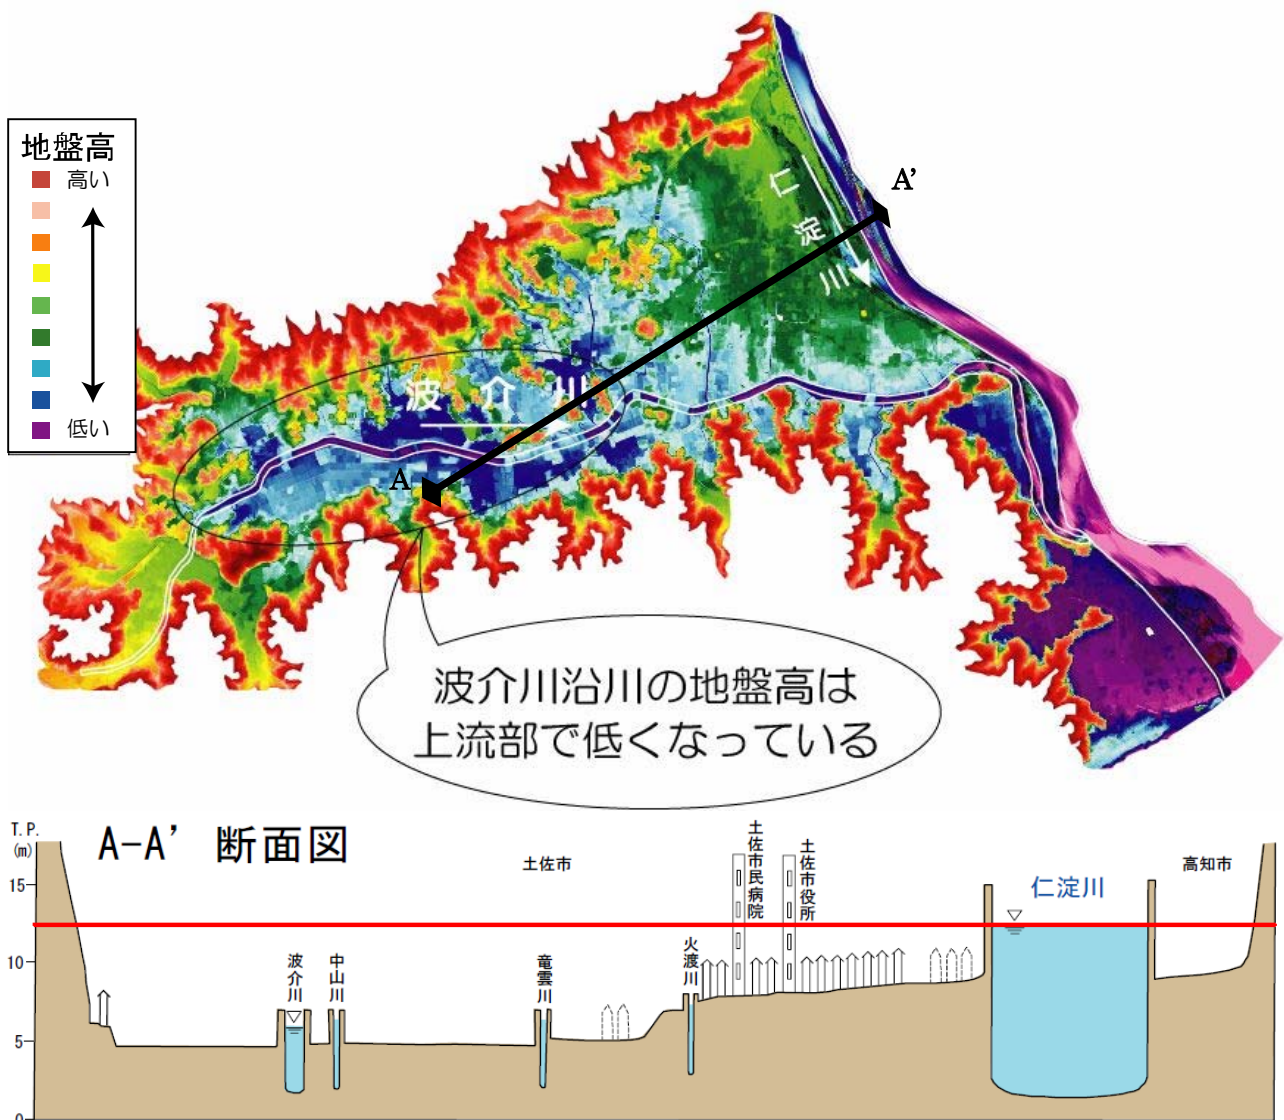 地盤高
高い
低い
仁淀川
A’
波介川
A
波介川沿川の地盤高は
上流部で低くなっている
T.P.
(m)
A-A’ 断面図
土佐市
土佐市民病院
土佐市役所
仁淀川
高知市
15
10
5
0
波介川
中山川
竜雲川
火渡川